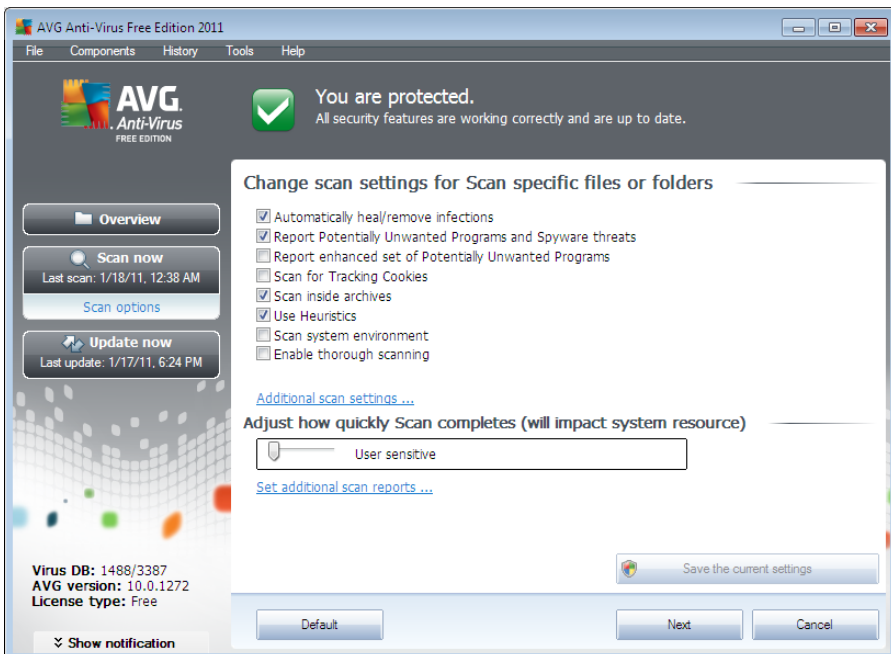 AVG Anti-Virus Free Edition 2011
File Components History Tools Help
AVG.
Anti-Virus
FREE EDITION
You are protected.
All security features are working correctly and are up to date.
Overview
Scan now
Last scan: 1/18/11, 12:38 AM
Scan options
Update now
Last update: 1/17/11, 6:24 PM
Virus DB: 1488/3387
AVG version: 10.0.1272
License type: Free
Show notification
Change scan settings for Scan specific files or folders
Automatically heal/remove infections
Report Potentially Unwanted Programs and Spyware threats
Report enhanced set of Potentially Unwanted Programs
Scan for Tracking Cookies
Scan inside archives
Use Heuristics
Scan system environment
Enable thorough scanning
Additional scan settings ...
Adjust how quickly Scan completes (will impact system resource)
User sensitive
Set additional scan reports ...
Save the current settings
Default Next Cancel